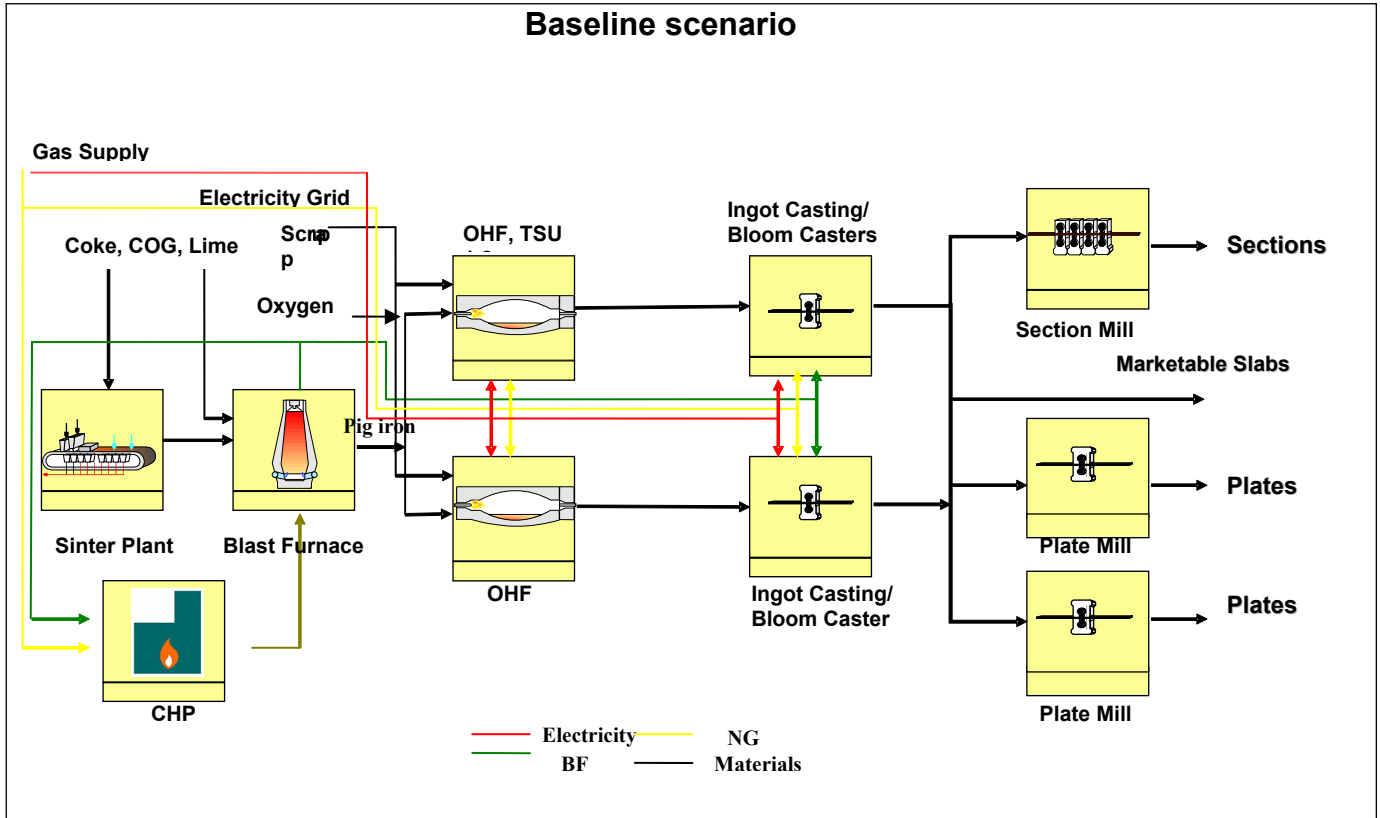 Baseline scenario
Gas Supply
Electricity Grid
Coke, COG, Lime
Oxygen
OHF, TSU
Ingot Casting/
Bloom Casters
Sections
Section Mill
Marketable Slabs
Pig iron
Sinter Plant
Blast Furnace
OHF
Ingot Casting/
Bloom Caster
Plates
Plate Mill
Plates
Plate Mill
CHP
Electricity
NG
BF
Materials